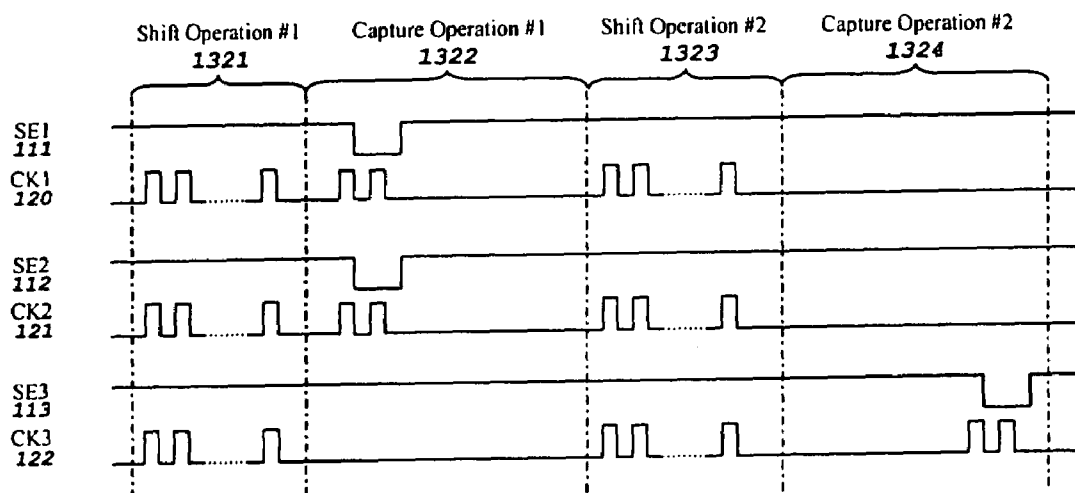 Shift Operation #1
1321
Capture Operation #1
1322
Shift Operation #2
1323
Capture Operation #2
1324
SE1
111
CK1
120
SE2
112
CK2
121
SE3
113
CK3
122